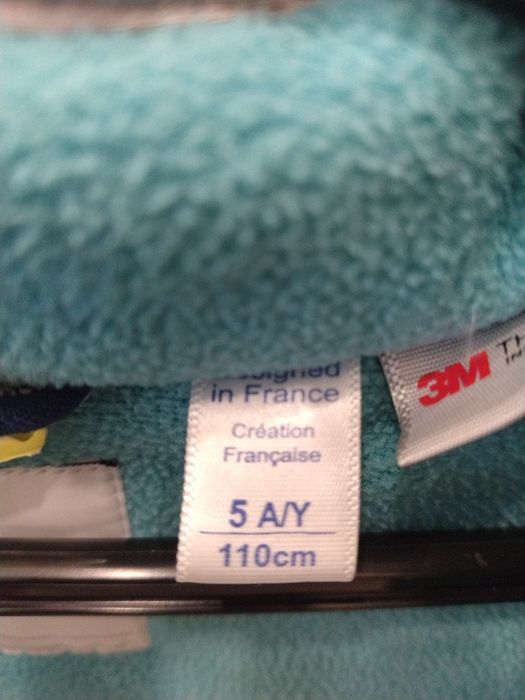 in France
Création
Française
5 A/Y
110cm
3M